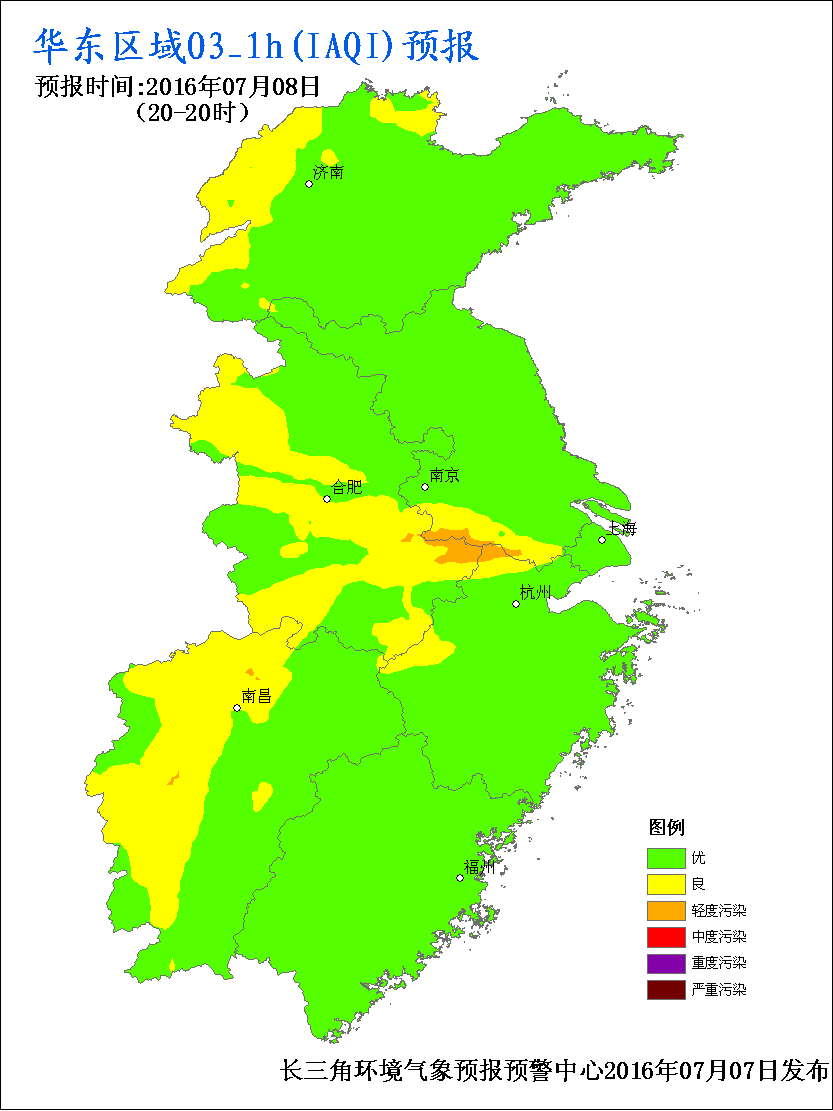 华东区域O3_1h(IAQI)预报
预报时间:2016年07月08日
(20-20时)
济南
南京
合肥
上海
杭州
南昌
福州
图例
优
良
轻度污染
中度污染
重度污染
严重污染
长三角环境气象预报预警中心2016年07月07日发布